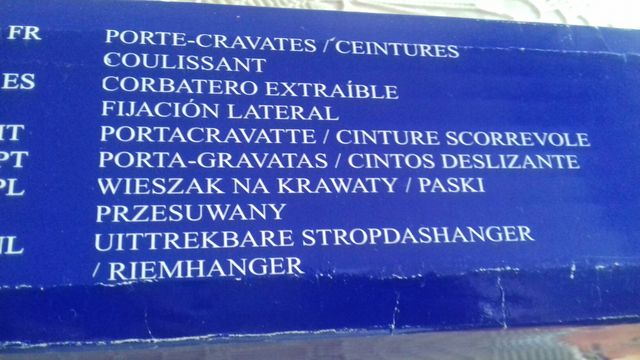 FR PORTE-CRAVATES / CEINTURES
COULISSANT
ES CORBATERO EXTRAÍBLE
FIJACIÓN LATERAL
IT PORTACRAVATTE / CINTURE SCORREVOLE
PT PORTA-GRAVATAS / CINTOS DESLIZANTE
PL WIESZAK NA KRAWATY / PASKI
PRZESUWANY
NL UITTREKBARE STROPDASHANGER
/ RIEMHANGER